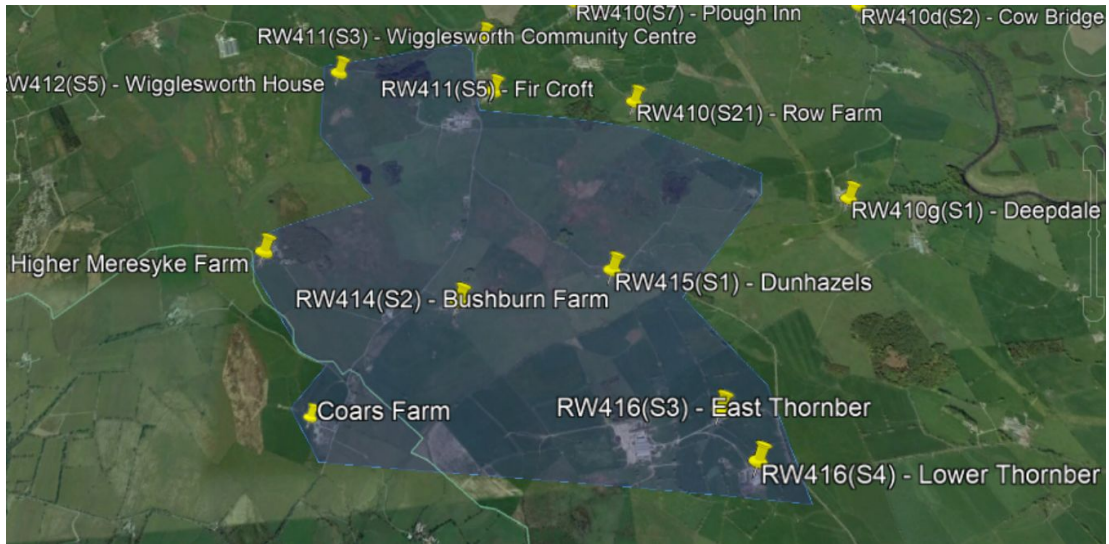 RW410(S7) - Plough Inn
RW410d(S2) - Cow Bridge
RW411(S3) - Wigglesworth Community Centre
RW412(S5) - Wigglesworth House
RW411(S5) - Fir Croft
RW410(S21) - Row Farm
RW410g(S1) - Deepdale
Higher Meresyke Farm
RW415(S1) - Dunhazels
RW414(S2) - Bushburn Farm
RW416(S3) - East Thornber
Coars Farm
RW416(S4) - Lower Thornber